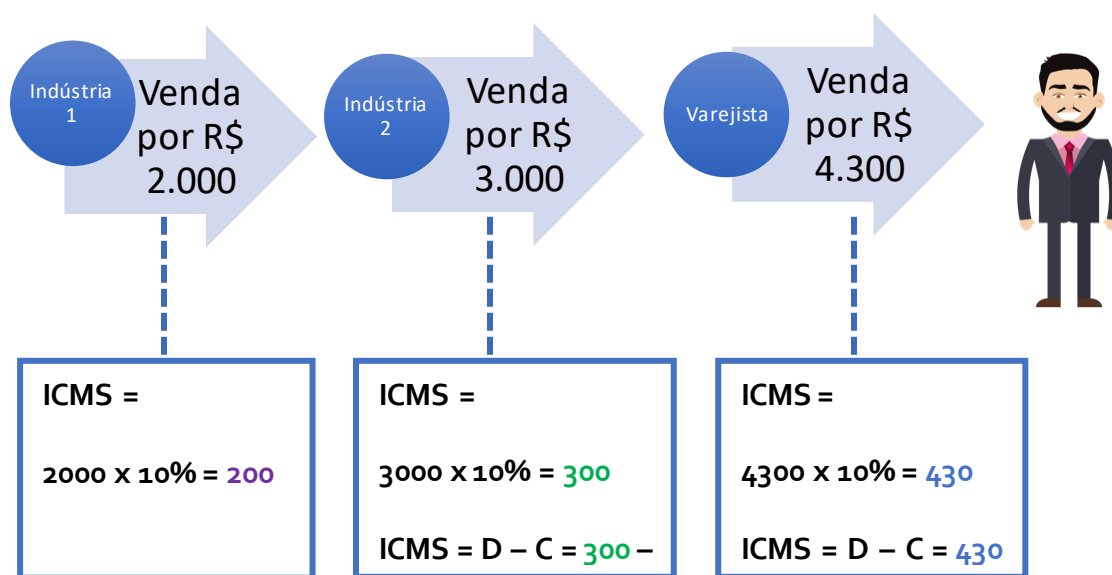 Indústria
1
Venda
por R$
2.000
Indústria
2
Venda
por R$
3.000
Varejista
Venda
por R$
4.300
ICMS =
2000 x 10% = 200
ICMS =
3000 x 10% = 300
ICMS = D – C = 300 –
ICMS =
4300 x 10% = 430
ICMS = D – C = 430